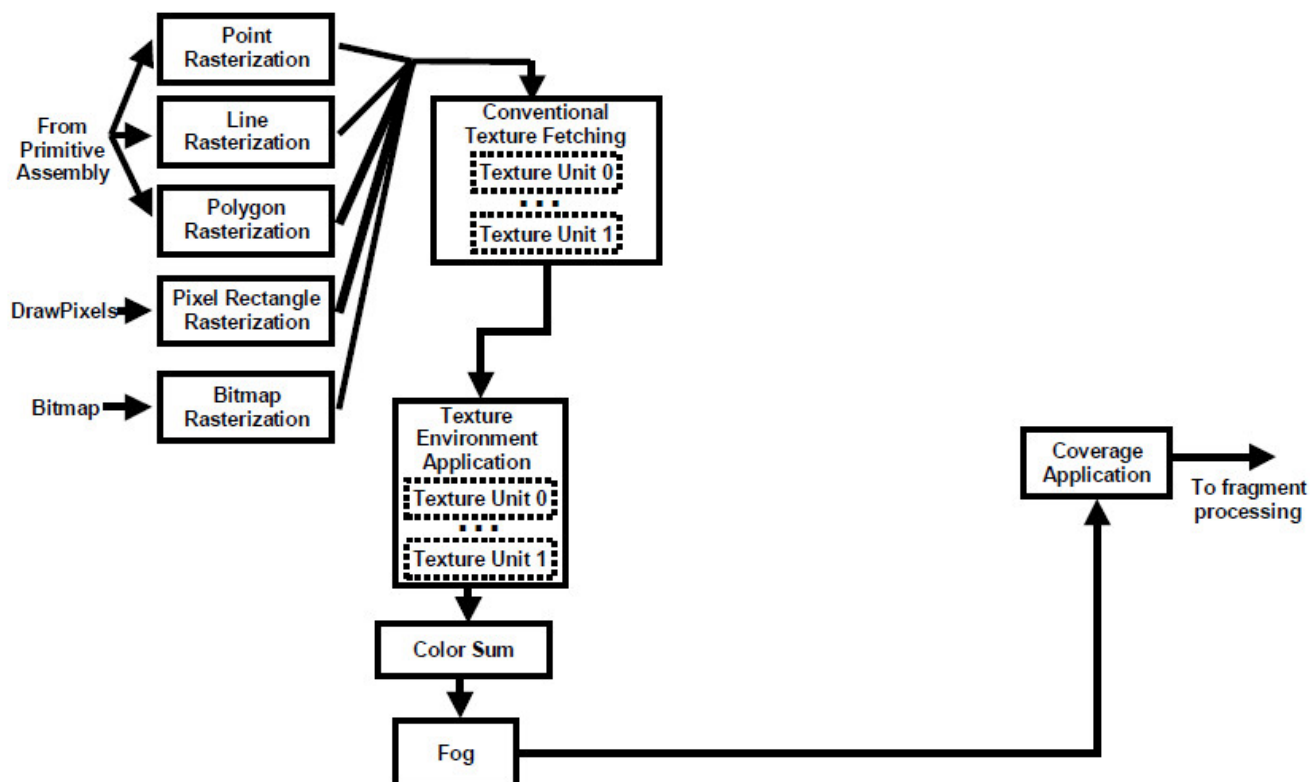 Point
Rasterization
Line
Rasterization
From
Primitive
Assembly
Polygon
Rasterization
DrawPixels
Pixel Rectangle
Rasterization
Bitmap
Bitmap
Rasterization
Conventional
Texture Fetching
Texture Unit 0
...
Texture Unit 1
Texture
Environment
Application
Texture Unit 0
...
Texture Unit 1
Color Sum
Fog
Coverage
Application
To fragment
processing